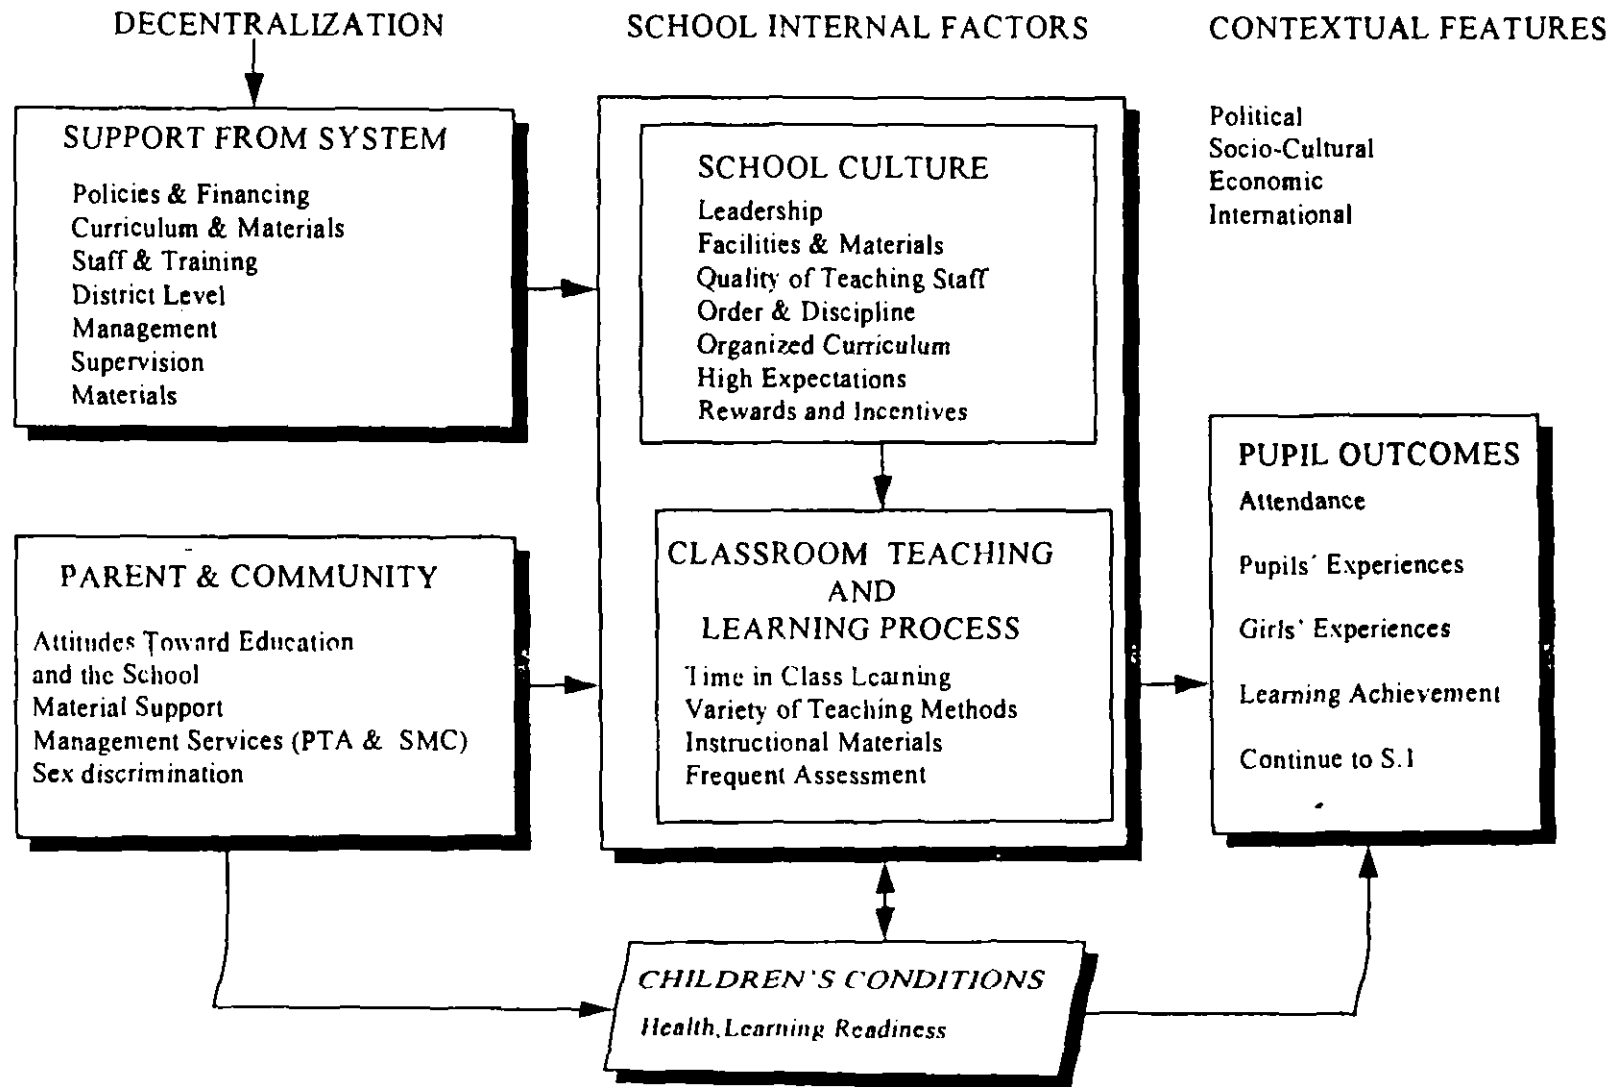 DECENTRALIZATION
SCHOOL INTERNAL FACTORS
CONTEXTUAL FEATURES
SUPPORT FROM SYSTEM
Policies & Financing
Curriculum & Materials
Staff & Training
District Level
Management
Supervision
Materials
PARENT & COMMUNITY
Attitudes Toward Education
and the School
Material Support
Management Services (PTA & SMC)
Sex discrimination
SCHOOL CULTURE
Leadership
Facilities & Materials
Quality of Teaching Staff
Order & Discipline
Organized Curriculum
High Expectations
Rewards and Incentives
CLASSROOM TEACHING
AND
LEARNING PROCESS
Time in Class Learning
Variety of Teaching Methods
Instructional Materials
Frequent Assessment
CHILDREN'S CONDITIONS
Health, Learning Readiness
Political
Socio-Cultural
Economic
International
PUPIL OUTCOMES
Attendance
Pupils' Experiences
Girls' Experiences
Learning Achievement
Continue to S.1